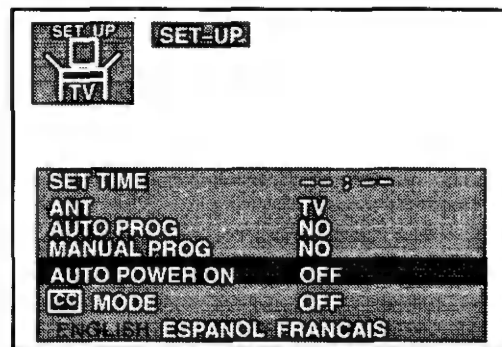 SET UP
TV
SET-UP
SET TIME -- : --
ANT TV
AUTO PROG NO
MANUAL PROG NO
AUTO POWER ON OFF
CC MODE OFF
ENGLISH ESPANOL FRANCAIS